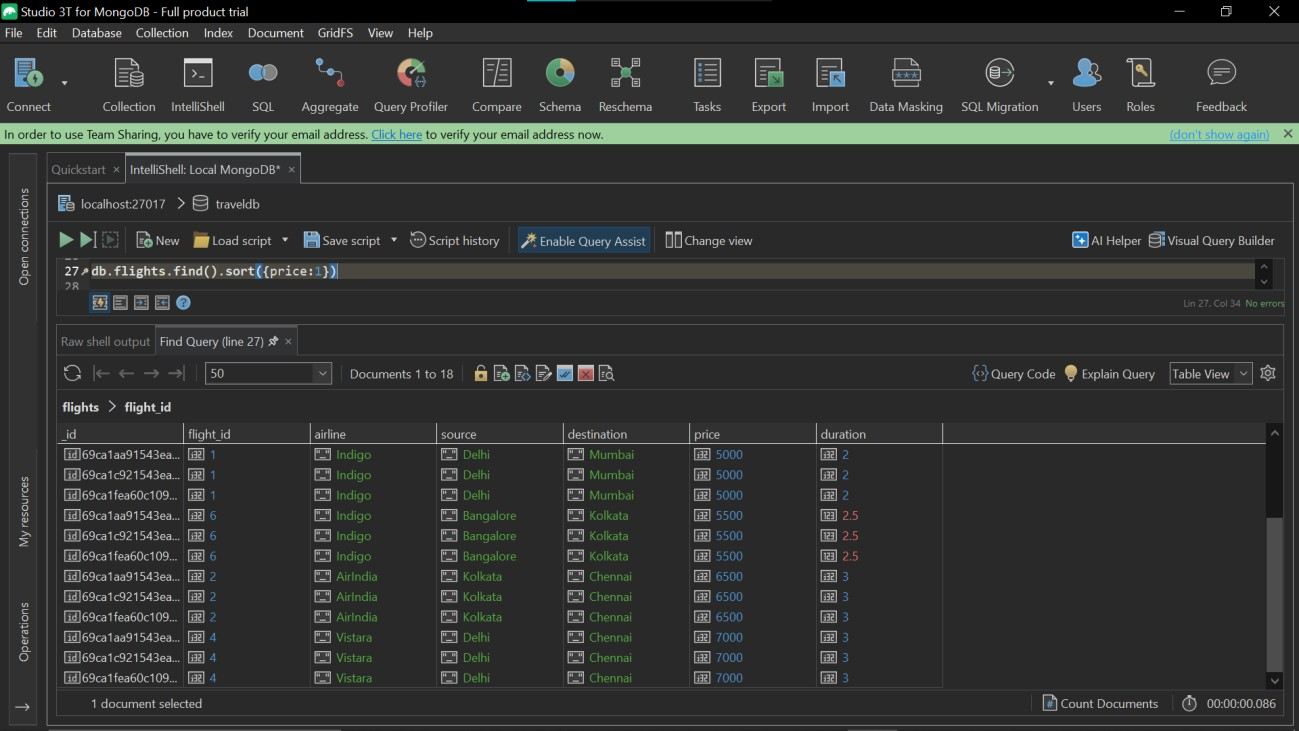 Studio 3T for MongoDB - Full product trial
File Edit Database Collection Index Document GridFS View Help
Connect Collection IntelliShell SQL Aggregate Query Profiler Compare Schema Reschema Tasks Export Import Data Masking SQL Migration Users Roles Feedback
In order to use Team Sharing, you have to verify your email address. Click here to verify your email address now. (don't show again)
Open connections
My resources
Operations
Quickstart IntelliShell: Local MongoDB*
localhost:27017 traveldb
New Load script Save script Script history Enable Query Assist Change view AI Helper Visual Query Builder
27 db.flights.find().sort({price:1})
28
Lin 27, Col 34 No errors
Raw shell output Find Query (line 27)
50 Documents 1 to 18 Query Code Explain Query Table View
flights > flight_id
_id flight_id airline source destination price duration
69ca1aa91543ea... 1 Indigo Delhi Mumbai 5000 2
69ca1c921543ea... 1 Indigo Delhi Mumbai 5000 2
69ca1fea60c109... 1 Indigo Delhi Mumbai 5000 2
69ca1aa91543ea... 6 Indigo Bangalore Kolkata 5500 2.5
69ca1c921543ea... 6 Indigo Bangalore Kolkata 5500 2.5
69ca1fea60c109... 6 Indigo Bangalore Kolkata 5500 2.5
69ca1aa91543ea... 2 AirIndia Kolkata Chennai 6500 3
69ca1c921543ea... 2 AirIndia Kolkata Chennai 6500 3
69ca1fea60c109... 2 AirIndia Kolkata Chennai 6500 3
69ca1aa91543ea... 4 Vistara Delhi Chennai 7000 3
69ca1c921543ea... 4 Vistara Delhi Chennai 7000 3
69ca1fea60c109... 4 Vistara Delhi Chennai 7000 3
1 document selected Count Documents 00:00:00.086